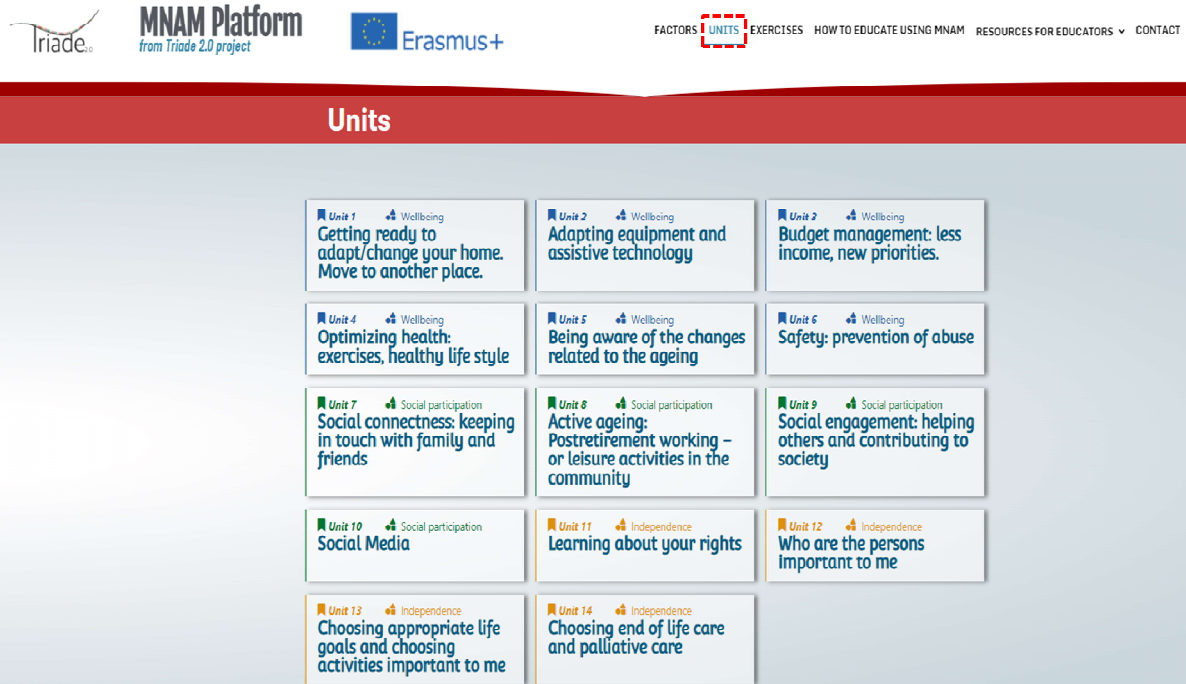 Triade 2.0
MNAM Platform
from Triade 2.0 project
Erasmus+
FACTORS UNITS EXERCISES HOW TO EDUCATE USING MNAM RESOURCES FOR EDUCATORS CONTACT
Units
Unit 1 Wellbeing
Getting ready to
adapt/change your home.
Move to another place.
Unit 2 Wellbeing
Adapting equipment and
assistive technology
Unit 3 Wellbeing
Budget management: less
income, new priorities.
Unit 4 Wellbeing
Optimizing health:
exercises, healthy life style
Unit 5 Wellbeing
Being aware of the changes
related to the ageing
Unit 6 Wellbeing
Safety: prevention of abuse
Unit 7 Social participation
Social connectness: keeping
in touch with family and
friends
Unit 8 Social participation
Active ageing:
Postretirement working –
or leisure activities in the
community
Unit 9 Social participation
Social engagement: helping
others and contributing to
society
Unit 10 Social participation
Social Media
Unit 11 Independence
Learning about your rights
Unit 12 Independence
Who are the persons
important to me
Unit 13 Independence
Choosing appropriate life
goals and choosing
activities important to me
Unit 14 Independence
Choosing end of life care
and palliative care